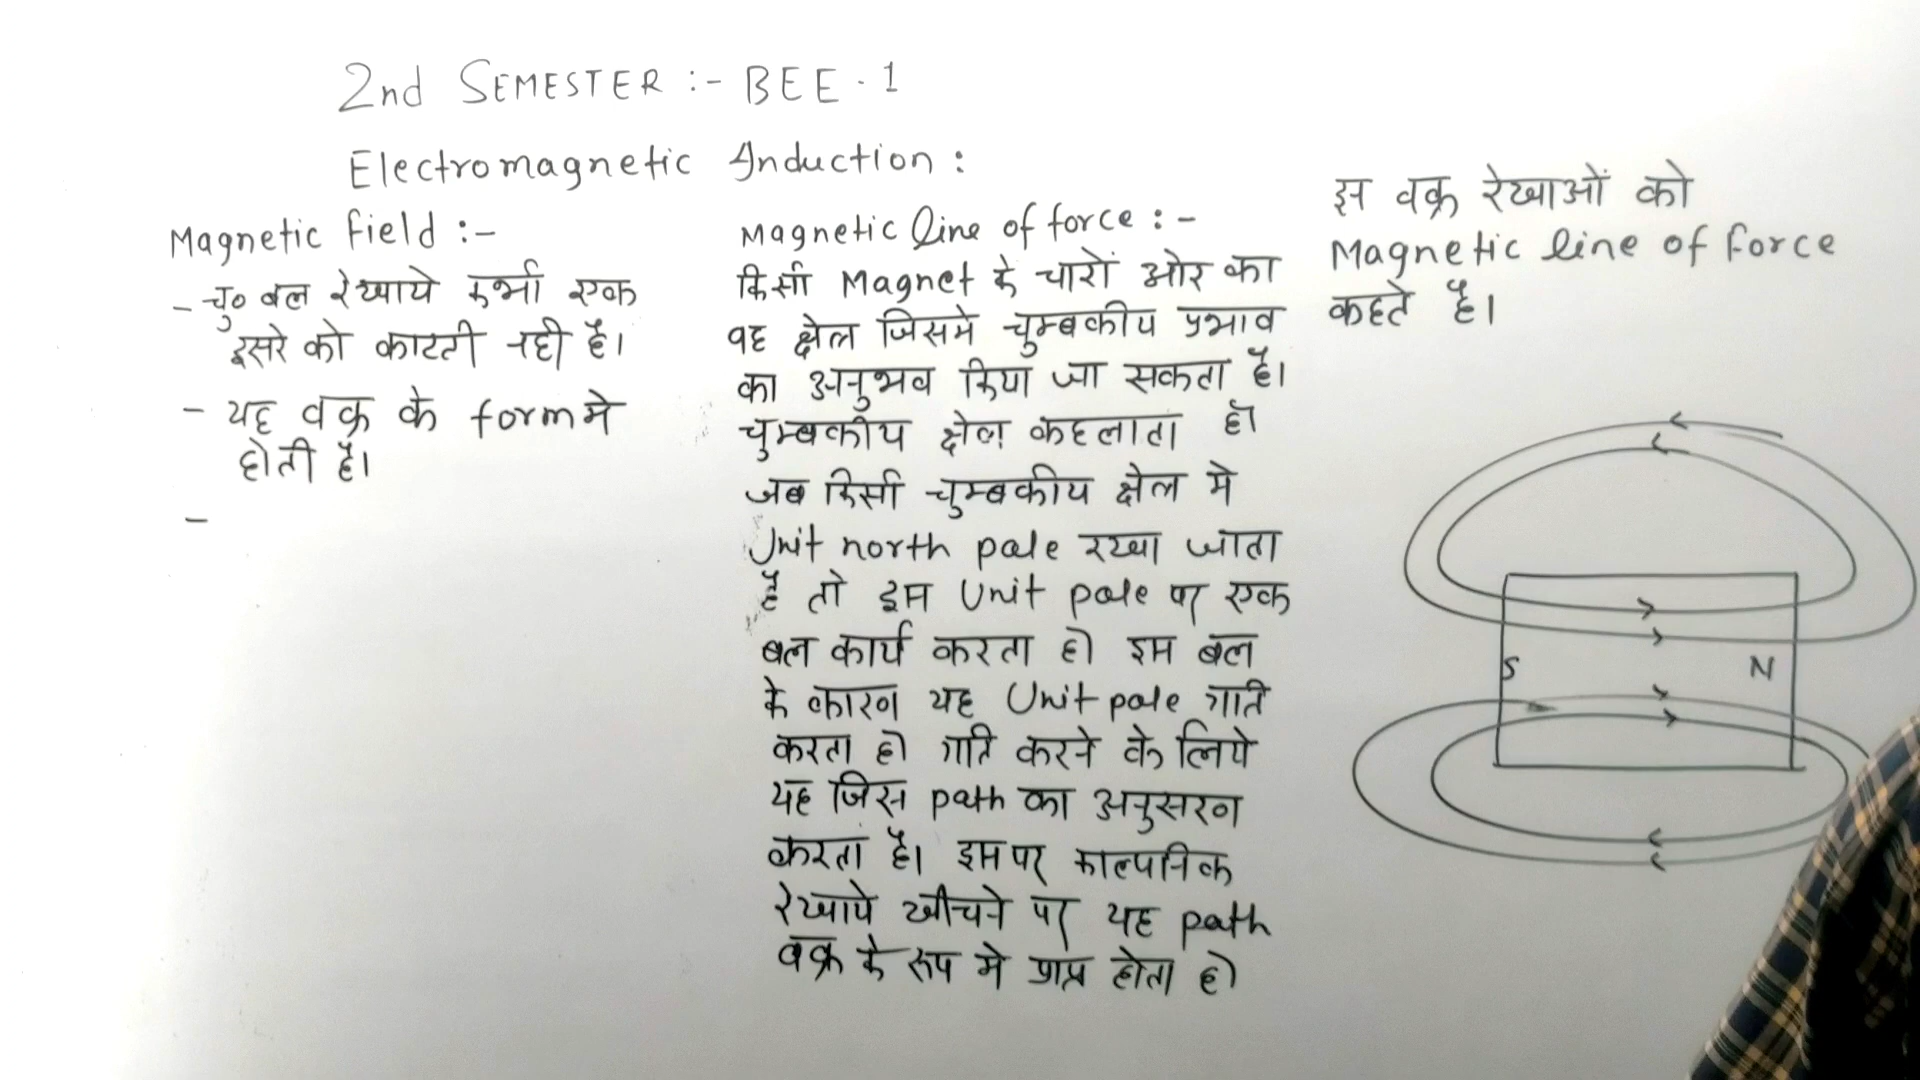 2nd SEMESTER :- BEE - 1
Electromagnetic Induction :
Magnetic field :-
- चु० बल रेखाये कभी एक
दूसरे को काटती नही है।
- यह वक्र के form मे
होती है।
-
Magnetic line of force : -
किसी Magnet के चारों ओर का
वह क्षेत्र जिसमे चुम्बकीय प्रभाव
का अनुभव किया जा सकता है।
चुम्बकीय क्षेत्र कहलाता है।
जब किसी चुम्बकीय क्षेत्र मे
Unit north pole रखा जाता
है तो इस Unit pole पर एक
बल कार्य करता है। इस बल
के कारण यह Unit pole गति
करता है। गति करने के लिये
यह जिस path का अनुसरण
करता है। इस पर काल्पनिक
रेखाये खीचने पर यह path
वक्र के रूप मे प्राप्त होता है।
इस वक्र रेखाओं को
Magnetic line of force
कहते है।
S N